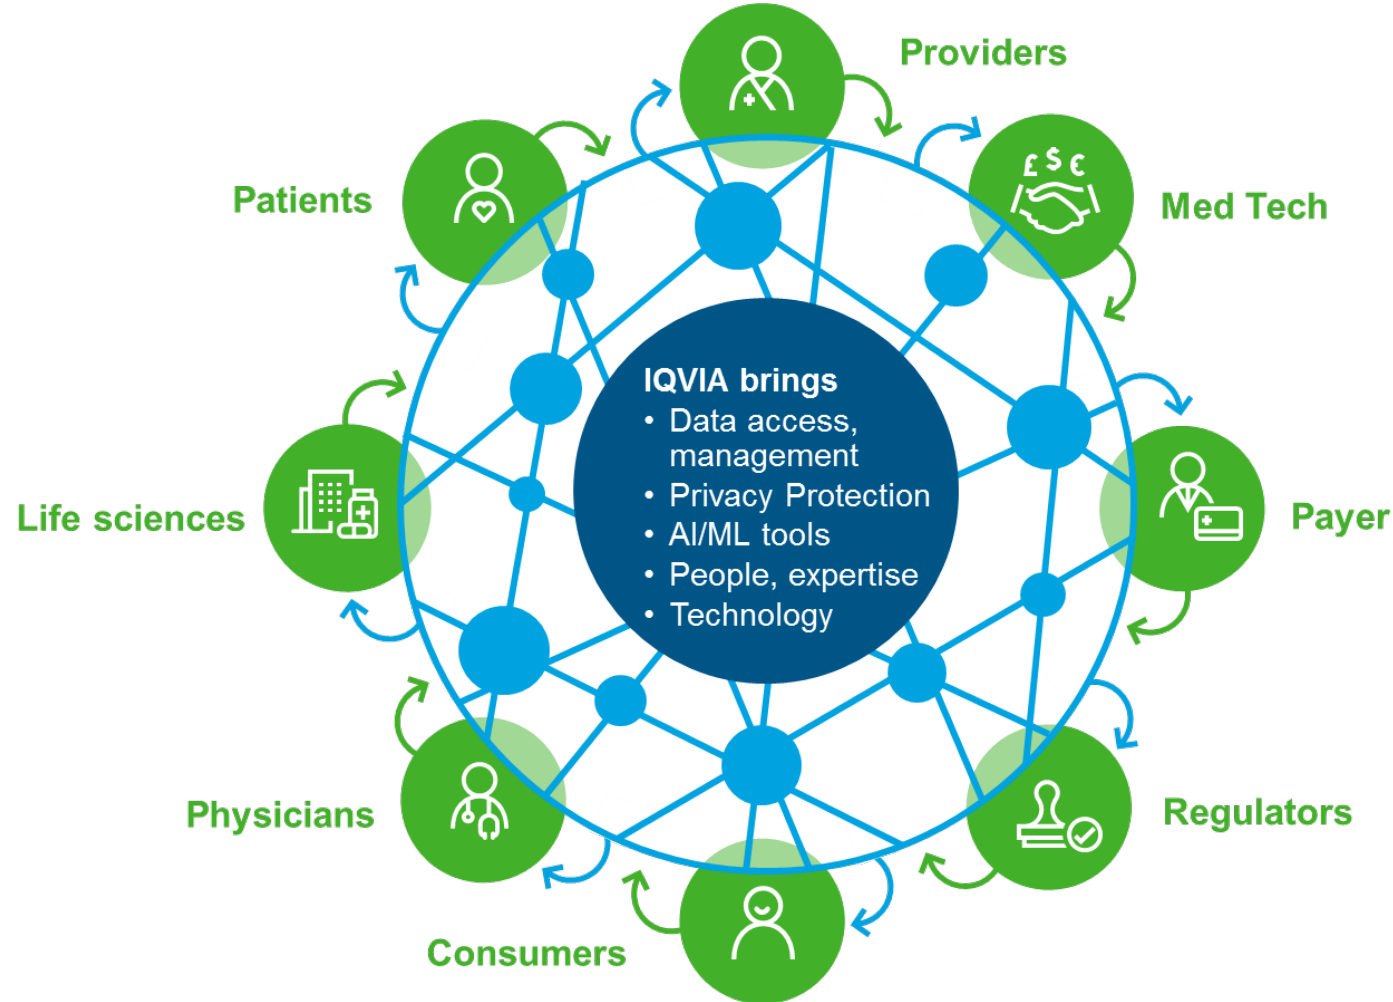 Providers
£ $ €
Patients
Med Tech
IQVIA brings
• Data access,
management
• Privacy Protection
• AI/ML tools
• People, expertise
• Technology
Life sciences
Payer
Physicians
Regulators
Consumers